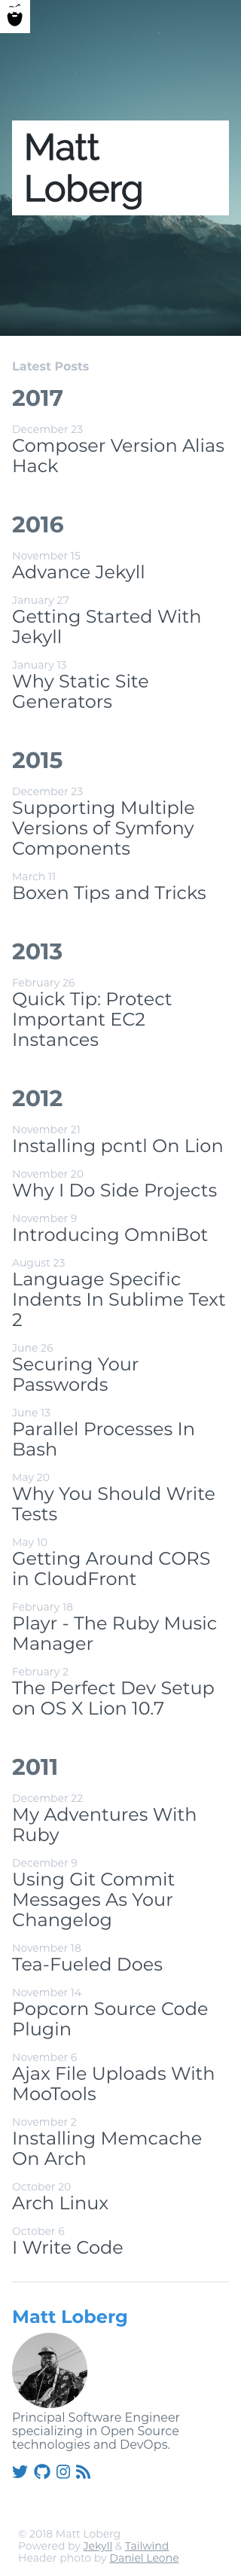 Matt
Loberg
Latest Posts
2017
December 23
Composer Version Alias
Hack
2016
November 15
Advance Jekyll
January 27
Getting Started With
Jekyll
January 13
Why Static Site
Generators
2015
December 23
Supporting Multiple
Versions of Symfony
Components
March 11
Boxen Tips and Tricks
2013
February 26
Quick Tip: Protect
Important EC2
Instances
2012
November 21
Installing pcntl On Lion
November 20
Why I Do Side Projects
November 9
Introducing OmniBot
August 23
Language Specific
Indents In Sublime Text
2
June 26
Securing Your
Passwords
June 13
Parallel Processes In
Bash
May 20
Why You Should Write
Tests
May 10
Getting Around CORS
in CloudFront
February 18
Playr - The Ruby Music
Manager
February 2
The Perfect Dev Setup
on OS X Lion 10.7
2011
December 22
My Adventures With
Ruby
December 9
Using Git Commit
Messages As Your
Changelog
November 18
Tea-Fueled Does
November 14
Popcorn Source Code
Plugin
November 6
Ajax File Uploads With
MooTools
November 2
Installing Memcache
On Arch
October 20
Arch Linux
October 6
I Write Code
Matt Loberg
Principal Software Engineer
specializing in Open Source
technologies and DevOps.
© 2018 Matt Loberg
Powered by Jekyll & Tailwind
Header photo by Daniel Leone